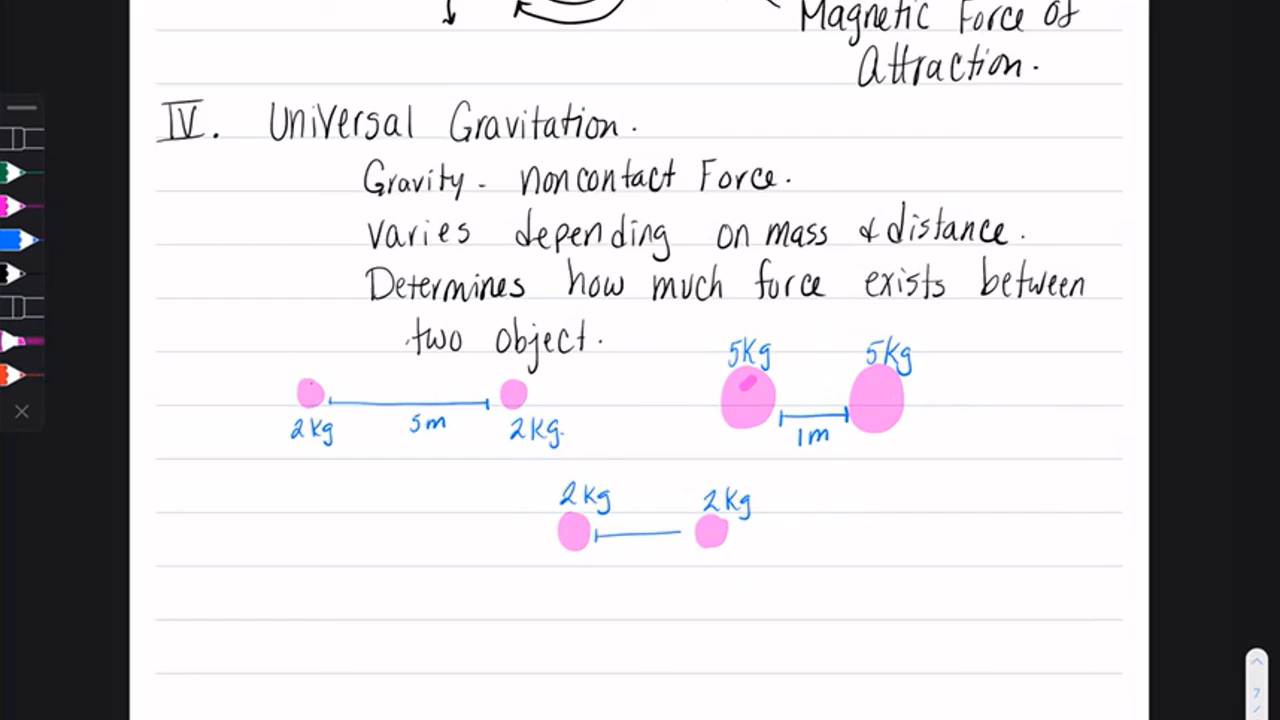 Magnetic Force of
Attraction.
IV. Universal Gravitation.
Gravity - noncontact Force.
varies depending on mass & distance.
Determines how much force exists between
two object.
5Kg 5Kg
2Kg 5m 2Kg.
1m
2Kg 2Kg
7